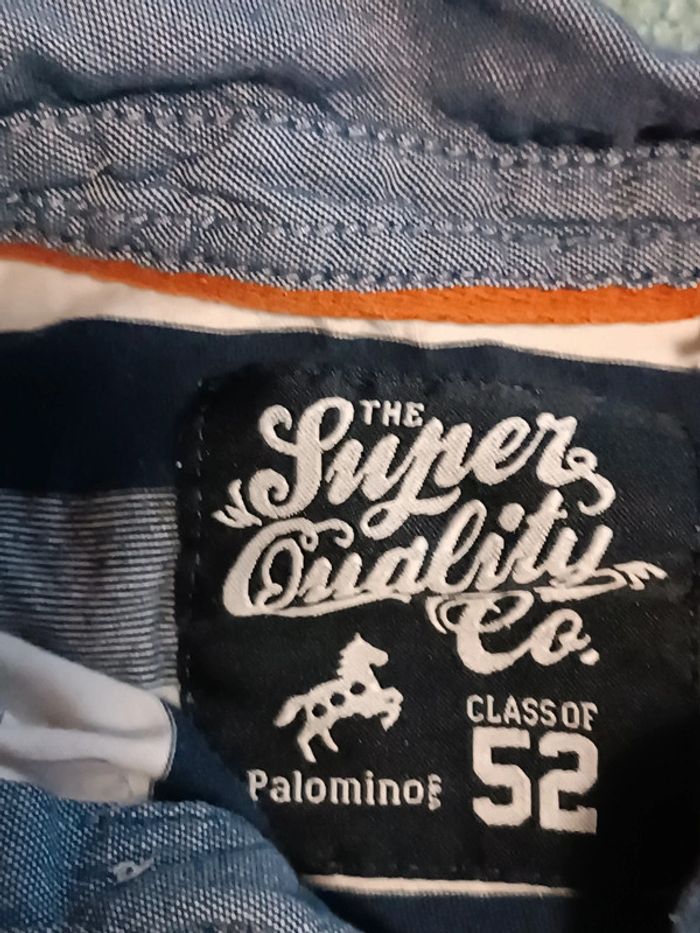 THE
Super
Quality
Co.
CLASS OF
52
Palomino